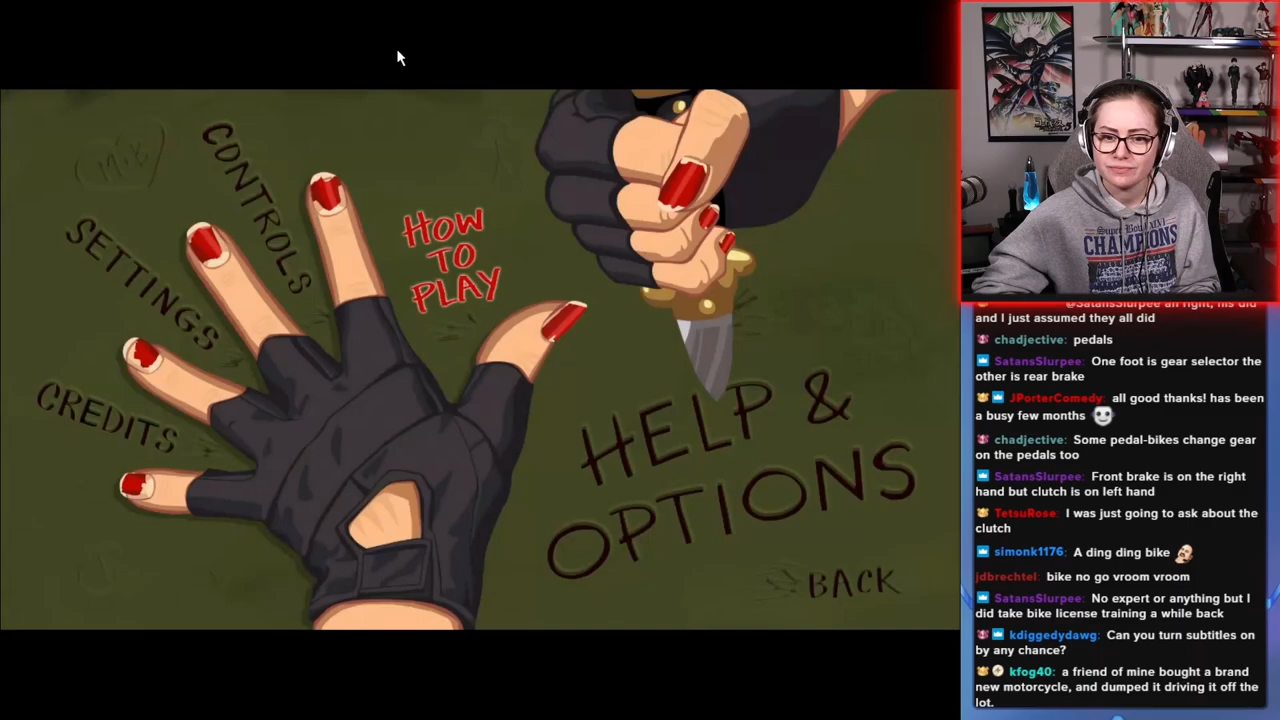 Mix
CONTROLS
SETTINGS
CREDITS
HOW
TO
PLAY
HELP &
OPTIONS
BACK
Super Bowl XIXI
CHAMPIONS
@SatansSlurpee ah right, his did
and I just assumed they all did
chadjective: pedals
SatansSlurpee: One foot is gear selector the
other is rear brake
JPorterComedy: all good thanks! has been
a busy few months
chadjective: Some pedal-bikes change gear
on the pedals too
SatansSlurpee: Front brake is on the right
hand but clutch is on left hand
TetsuRose: I was just going to ask about the
clutch
simonk1176: A ding ding bike
jdbrechtel: bike no go vroom vroom
SatansSlurpee: No expert or anything but I
did take bike license training a while back
kdiggedydawg: Can you turn subtitles on
by any chance?
kfog40: a friend of mine bought a brand
new motorcycle, and dumped it driving it off the
lot.